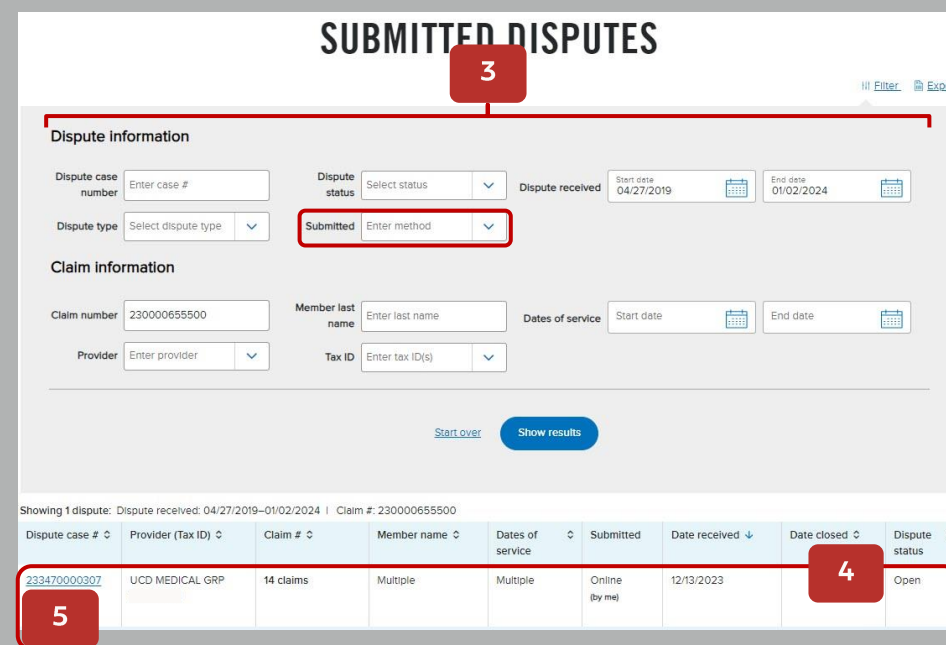 SUBMITTED DISPUTES
3
Filter Exp
Dispute information
Dispute case number Enter case # Dispute status Select status Dispute received Start date 04/27/2019 End date 01/02/2024
Dispute type Select dispute type Submitted Enter method
Claim information
Claim number 230000655500 Member last name Enter last name Dates of service Start date End date
Provider Enter provider Tax ID Enter tax ID(s)
Start over Show results
Showing 1 dispute: Dispute received: 04/27/2019–01/02/2024 | Claim #: 230000655500
Dispute case # Provider (Tax ID) Claim # Member name Dates of service Submitted Date received Date closed Dispute status
233470000307 UCD MEDICAL GRP 14 claims Multiple Multiple Online (by me) 12/13/2023 Open
4
5